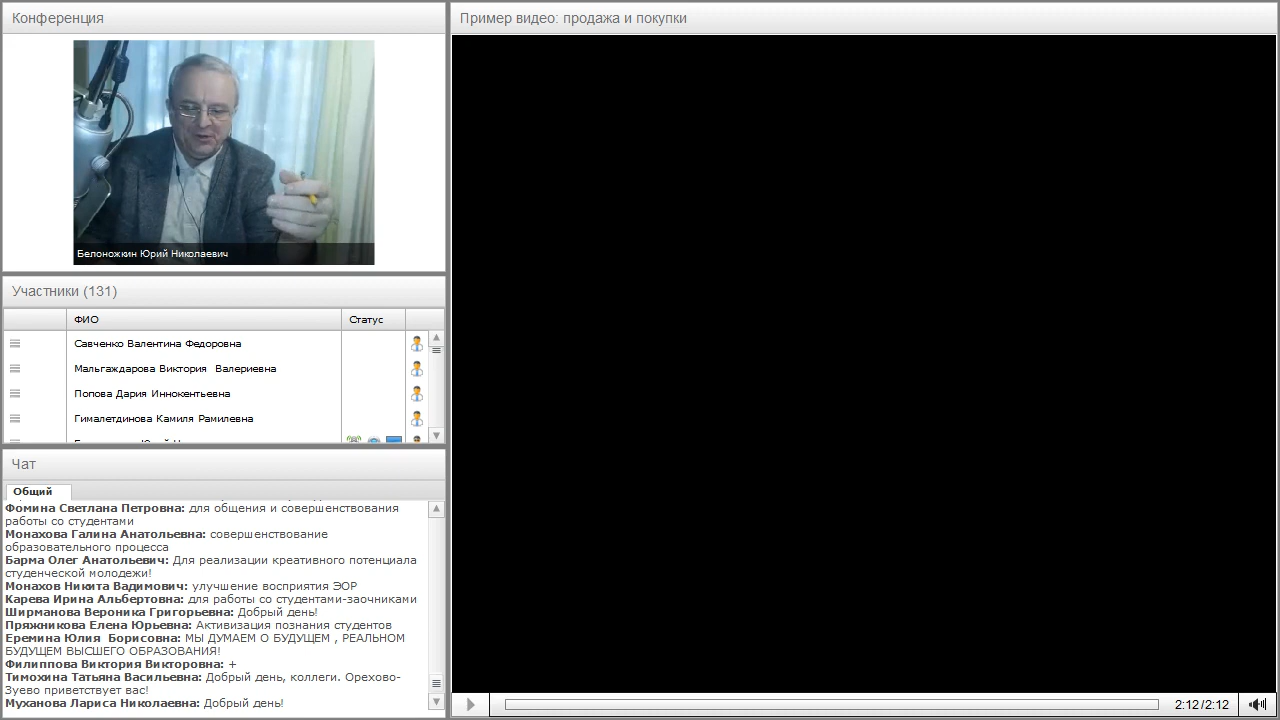 Конференция
Белоножкин Юрий Николаевич
Участники (131)
ФИО Статус
Савченко Валентина Федоровна
Мальгаждарова Виктория Валериевна
Попова Дария Иннокентьевна
Гималетдинова Камиля Рамилевна
Чат
Общий
Фомина Светлана Петровна: для общения и совершенствования
работы со студентами
Монахова Галина Анатольевна: совершенствование
образовательного процесса
Барма Олег Анатольевич: Для реализации креативного потенциала
студенческой молодежи!
Монахов Никита Вадимович: улучшение восприятия ЭОР
Карева Ирина Альбертовна: для работы со студентами-заочниками
Ширманова Вероника Григорьевна: Добрый день!
Пряжникова Елена Юрьевна: Активизация познания студентов
Еремина Юлия Борисовна: МЫ ДУМАЕМ О БУДУЩЕМ , РЕАЛЬНОМ
БУДУЩЕМ ВЫСШЕГО ОБРАЗОВАНИЯ!
Филиппова Виктория Викторовна: +
Тимохина Татьяна Васильевна: Добрый день, коллеги. Орехово-
Зуево приветствует вас!
Муханова Лариса Николаевна: Добрый день!
Пример видео: продажа и покупки
2:12/2:12